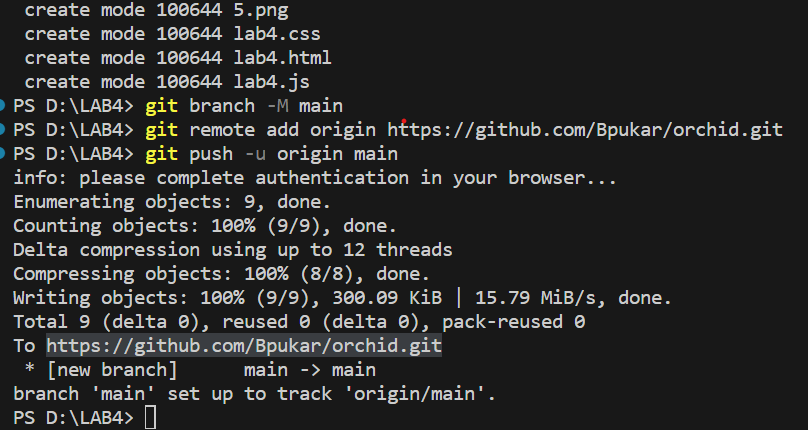 create mode 100644 5.png
create mode 100644 lab4.css
create mode 100644 lab4.html
create mode 100644 lab4.js
PS D:\LAB4> git branch -M main
PS D:\LAB4> git remote add origin https://github.com/Bpukar/orchid.git
PS D:\LAB4> git push -u origin main
info: please complete authentication in your browser...
Enumerating objects: 9, done.
Counting objects: 100% (9/9), done.
Delta compression using up to 12 threads
Compressing objects: 100% (8/8), done.
Writing objects: 100% (9/9), 300.09 KiB | 15.79 MiB/s, done.
Total 9 (delta 0), reused 0 (delta 0), pack-reused 0
To https://github.com/Bpukar/orchid.git
 * [new branch]      main -> main
branch 'main' set up to track 'origin/main'.
PS D:\LAB4>